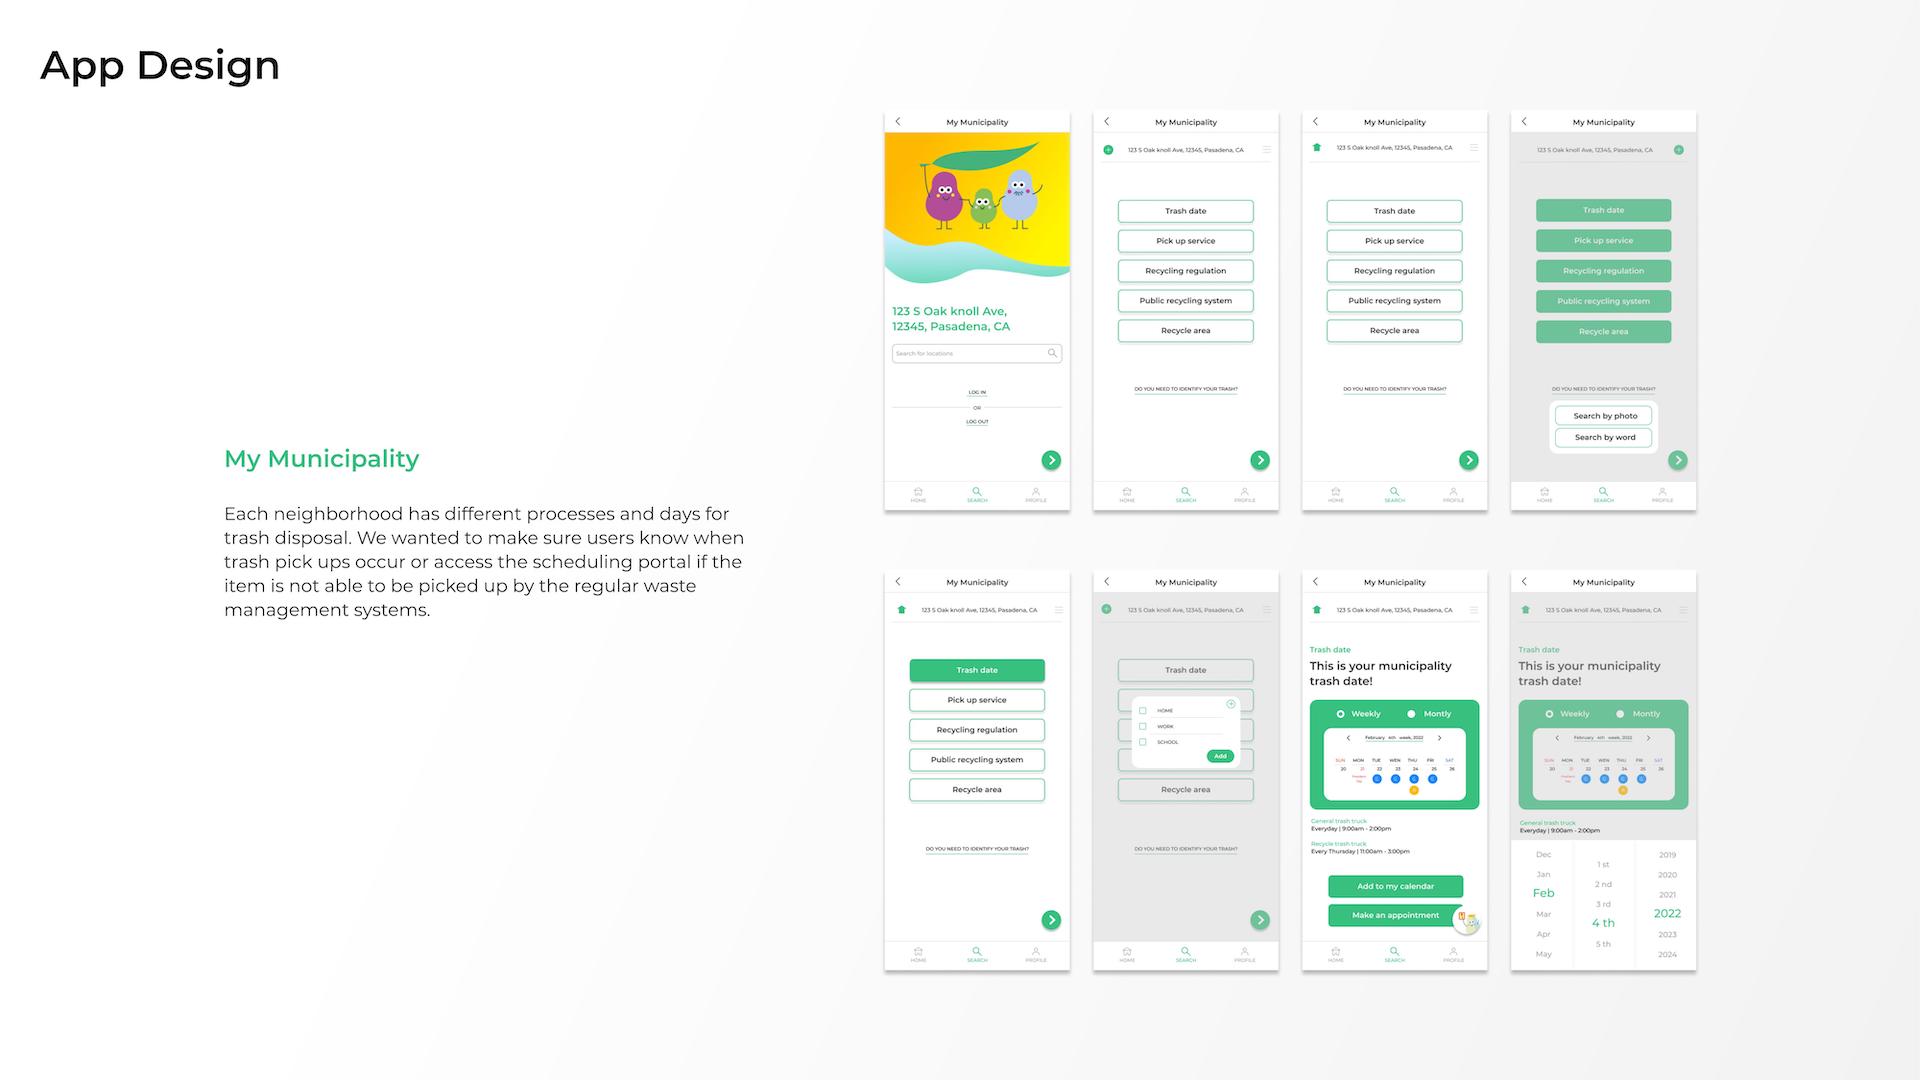 App Design
My Municipality
Each neighborhood has different processes and days for
trash disposal. We wanted to make sure users know when
trash pick ups occur or access the scheduling portal if the
item is not able to be picked up by the regular waste
management systems.
My Municipality
123 S Oak knoll Ave,
12345, Pasadena, CA
Search for locations
LOG IN
OR
LOG OUT
HOME SEARCH PROFILE
My Municipality
123 S Oak knoll Ave, 12345, Pasadena, CA
Trash date
Pick up service
Recycling regulation
Public recycling system
Recycle area
DO YOU NEED TO IDENTIFY YOUR TRASH?
HOME SEARCH PROFILE
My Municipality
123 S Oak knoll Ave, 12345, Pasadena, CA
Trash date
Pick up service
Recycling regulation
Public recycling system
Recycle area
DO YOU NEED TO IDENTIFY YOUR TRASH?
HOME SEARCH PROFILE
My Municipality
123 S Oak knoll Ave, 12345, Pasadena, CA
Trash date
Pick up service
Recycling regulation
Public recycling system
Recycle area
DO YOU NEED TO IDENTIFY YOUR TRASH?
Search by photo
Search by word
HOME SEARCH PROFILE
My Municipality
123 S Oak knoll Ave, 12345, Pasadena, CA
Trash date
Pick up service
Recycling regulation
Public recycling system
Recycle area
DO YOU NEED TO IDENTIFY YOUR TRASH?
HOME SEARCH PROFILE
My Municipality
123 S Oak knoll Ave, 12345, Pasadena, CA
Trash date
HOME
WORK
SCHOOL
Add
Recycle area
DO YOU NEED TO IDENTIFY YOUR TRASH?
HOME SEARCH PROFILE
My Municipality
123 S Oak knoll Ave, 12345, Pasadena, CA
Trash date
This is your municipality
trash date!
Weekly Montly
February 4th week, 2022
SUN MON TUE WEN THU FRI SAT
20 21 22 23 24 25 26
General trash truck
Everyday | 9:00am - 2:00pm
Recycle trash truck
Every Thursday | 11:00am - 3:00pm
Add to my calendar
Make an appointment
HOME SEARCH PROFILE
My Municipality
123 S Oak knoll Ave, 12345, Pasadena, CA
Trash date
This is your municipality
trash date!
Weekly Montly
February 4th week, 2022
SUN MON TUE WEN THU FRI SAT
20 21 22 23 24 25 26
General trash truck
Everyday | 9:00am - 2:00pm
Dec 2019
1 st
Jan 2020
2 nd
Feb 2021
3 rd
Mar 2022
4 th
Apr 2023
5 th
May 2024